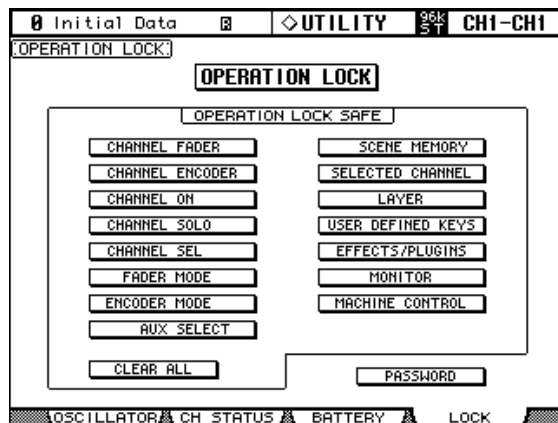 0 Initial Data R ◇UTILITY 96k ST CH1-CH1
OPERATION LOCK
OPERATION LOCK
OPERATION LOCK SAFE
CHANNEL FADER SCENE MEMORY
CHANNEL ENCODER SELECTED CHANNEL
CHANNEL ON LAYER
CHANNEL SOLO USER DEFINED KEYS
CHANNEL SEL EFFECTS/PLUGINS
FADER MODE MONITOR
ENCODER MODE MACHINE CONTROL
AUX SELECT
CLEAR ALL PASSWORD
OSCILLATOR CH STATUS BATTERY LOCK